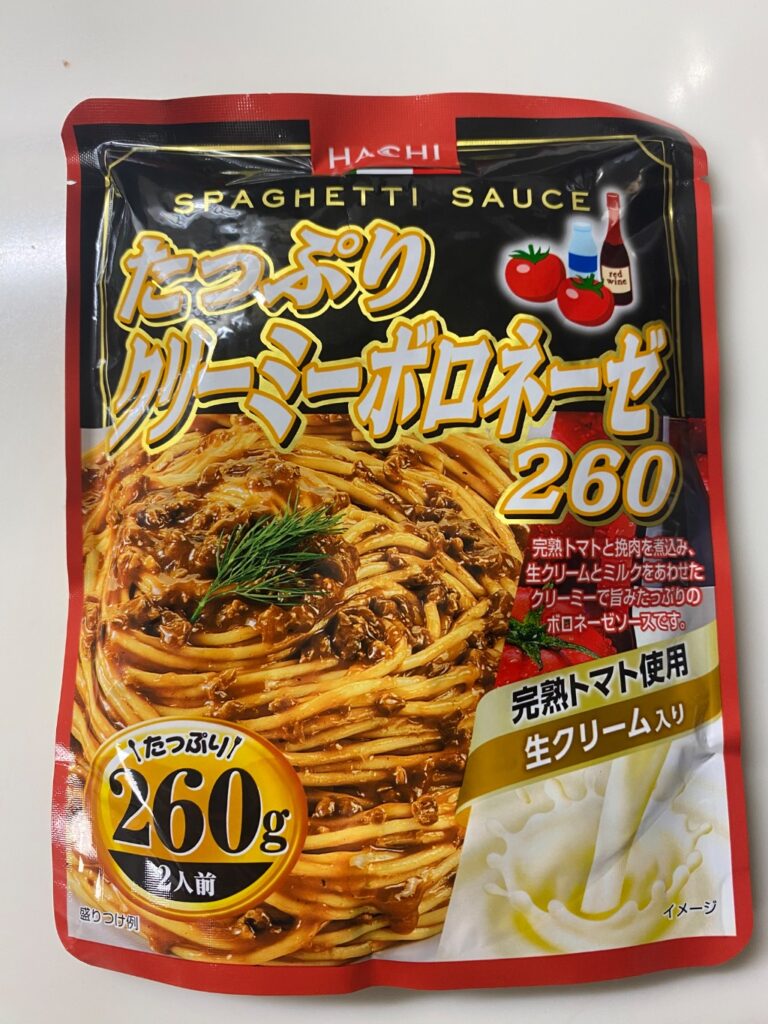 HACHI
SPAGHETTI SAUCE
red
wine
たっぷり
クリーミーボロネーゼ
260
完熟トマトと挽肉を煮込み、
生クリームとミルクをあわせた
クリーミーで旨みたっぷりの
ボロネーゼソースです。
完熟トマト使用
生クリーム入り
たっぷり
260g
2人前
盛りつけ例
イメージ